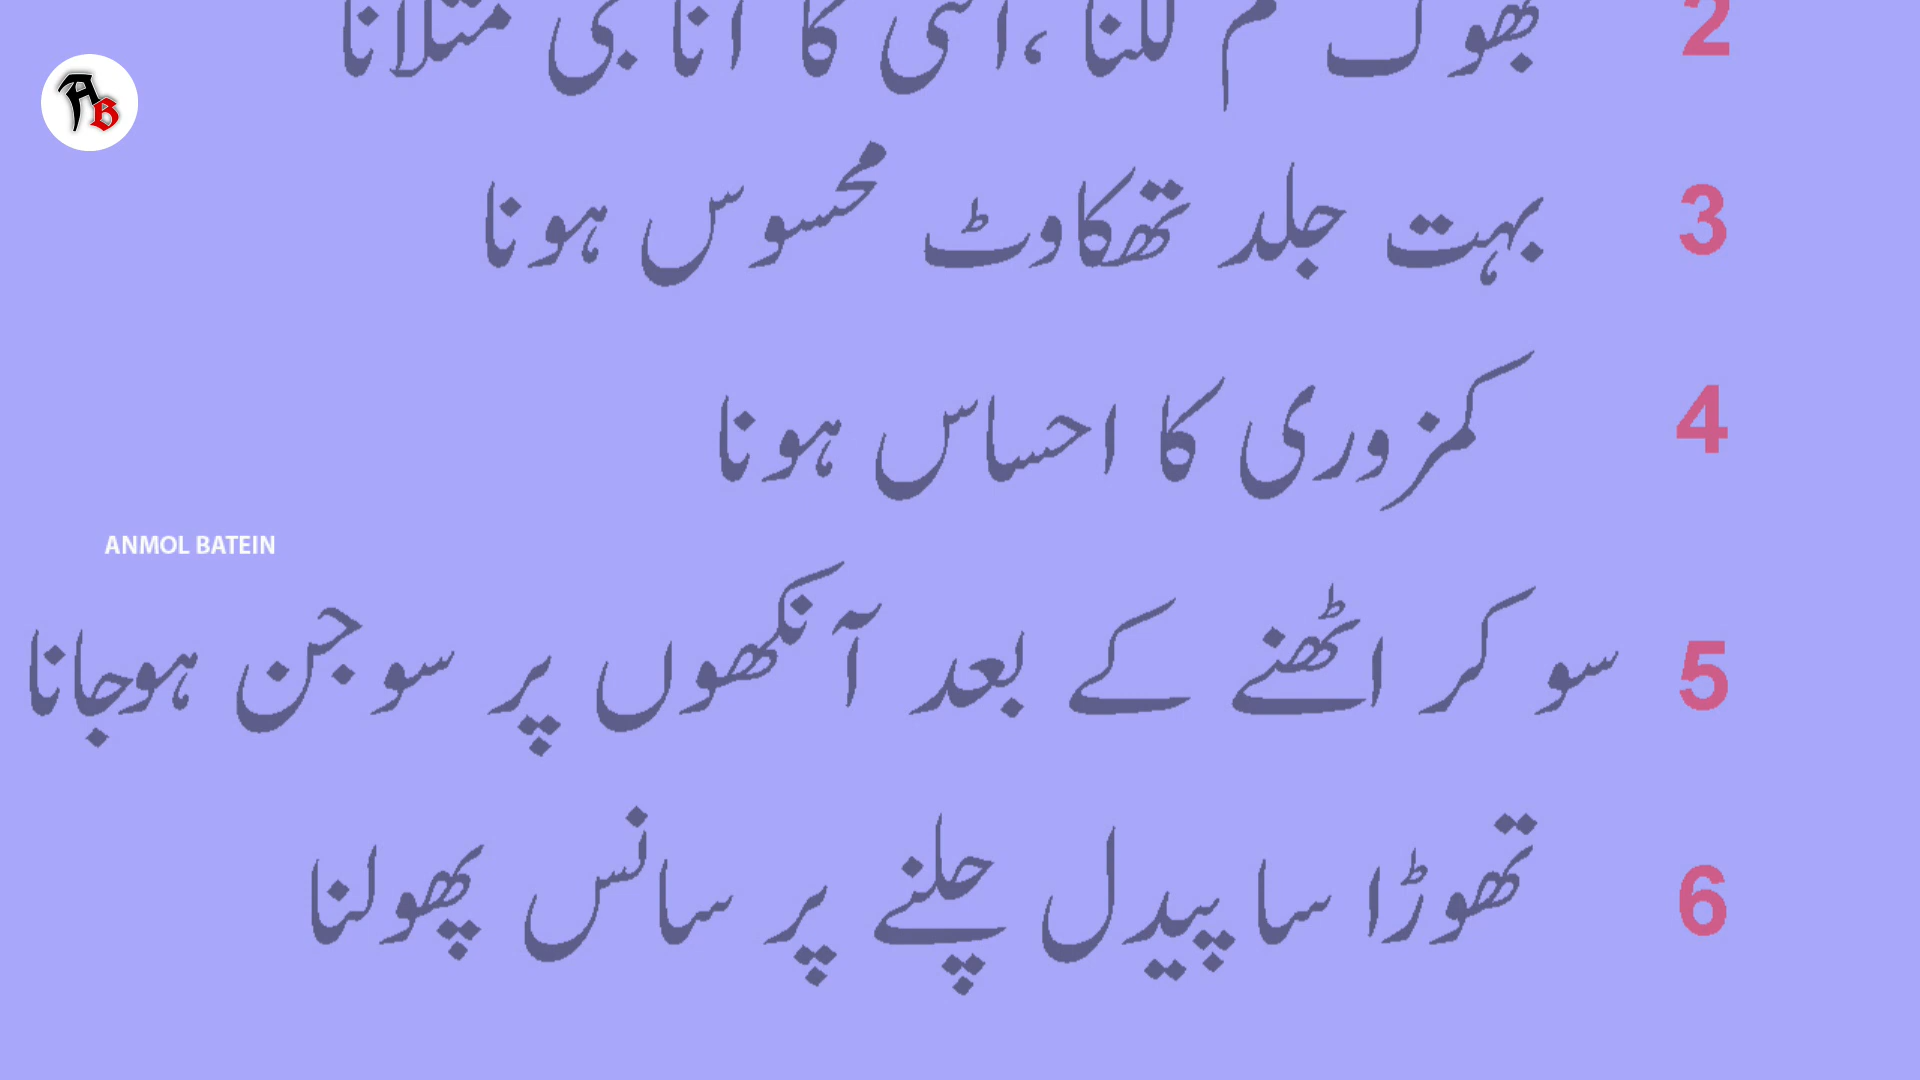 2 بھوک کم لگنا ،الٹی کا آنا جی متلانا
AB
3 بہت جلد تھکاوٹ محسوس ہونا
4 کمزوری کا احساس ہونا
ANMOL BATEIN
5 سو کر اٹھنے کے بعد آنکھوں پر سوجن ہوجانا
6 تھوڑا سا پیدل چلنے پر سانس پھولنا